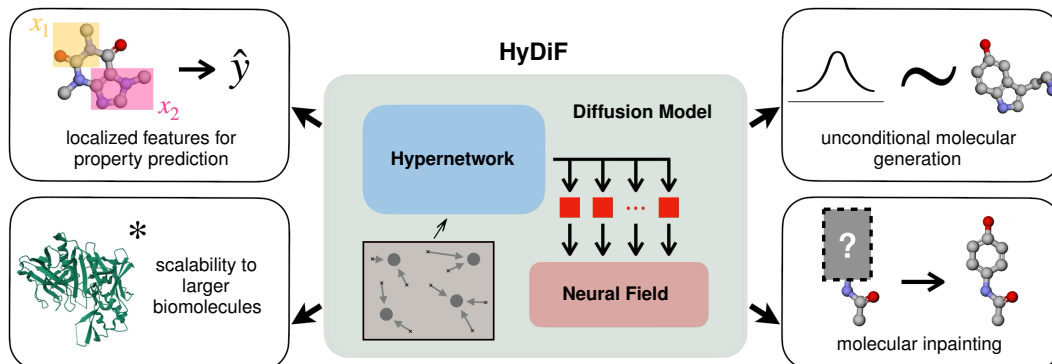 x₁
x₂
ŷ
localized features for
property prediction
*
scalability to
larger
biomolecules
HyDiF
Diffusion Model
Hypernetwork
...
Neural Field
~
unconditional molecular
generation
?
molecular inpainting